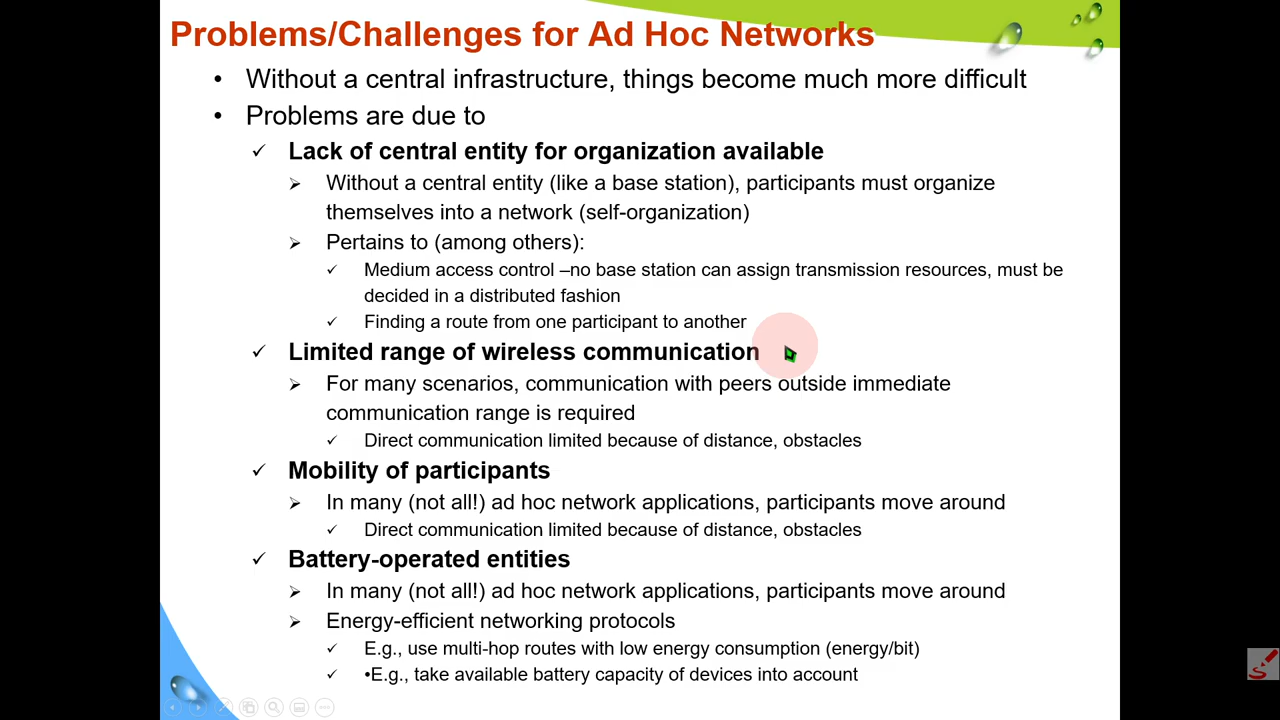 Problems/Challenges for Ad Hoc Networks
• Without a central infrastructure, things become much more difficult
• Problems are due to
✓ Lack of central entity for organization available
➢ Without a central entity (like a base station), participants must organize
themselves into a network (self-organization)
➢ Pertains to (among others):
✓ Medium access control –no base station can assign transmission resources, must be
decided in a distributed fashion
✓ Finding a route from one participant to another
✓ Limited range of wireless communication
➢ For many scenarios, communication with peers outside immediate
communication range is required
✓ Direct communication limited because of distance, obstacles
✓ Mobility of participants
➢ In many (not all!) ad hoc network applications, participants move around
✓ Direct communication limited because of distance, obstacles
✓ Battery-operated entities
➢ In many (not all!) ad hoc network applications, participants move around
➢ Energy-efficient networking protocols
✓ E.g., use multi-hop routes with low energy consumption (energy/bit)
✓ •E.g., take available battery capacity of devices into account